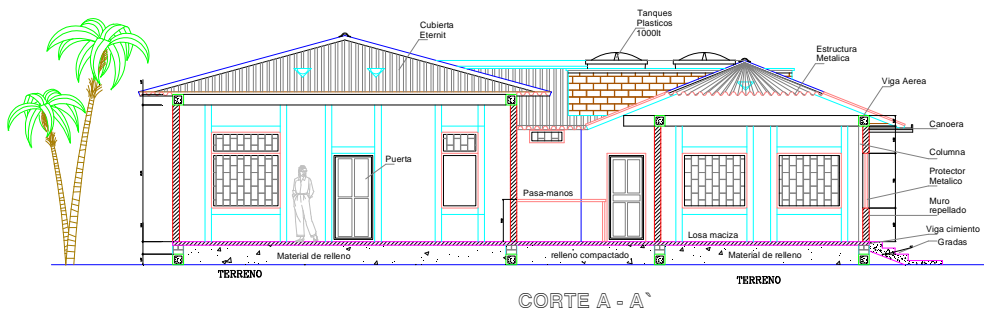 Tanques
Plasticos
1000lt
Cubierta
Eternit
Estructura
Metalica
Viga Aerea
Canoera
Columna
Protector
Metalico
Muro
repellado
Viga cimiento
Gradas
Puerta
Pasa-manos
Losa maciza
Material de relleno
relleno compactado
Material de relleno
TERRENO
TERRENO
CORTE A - A`